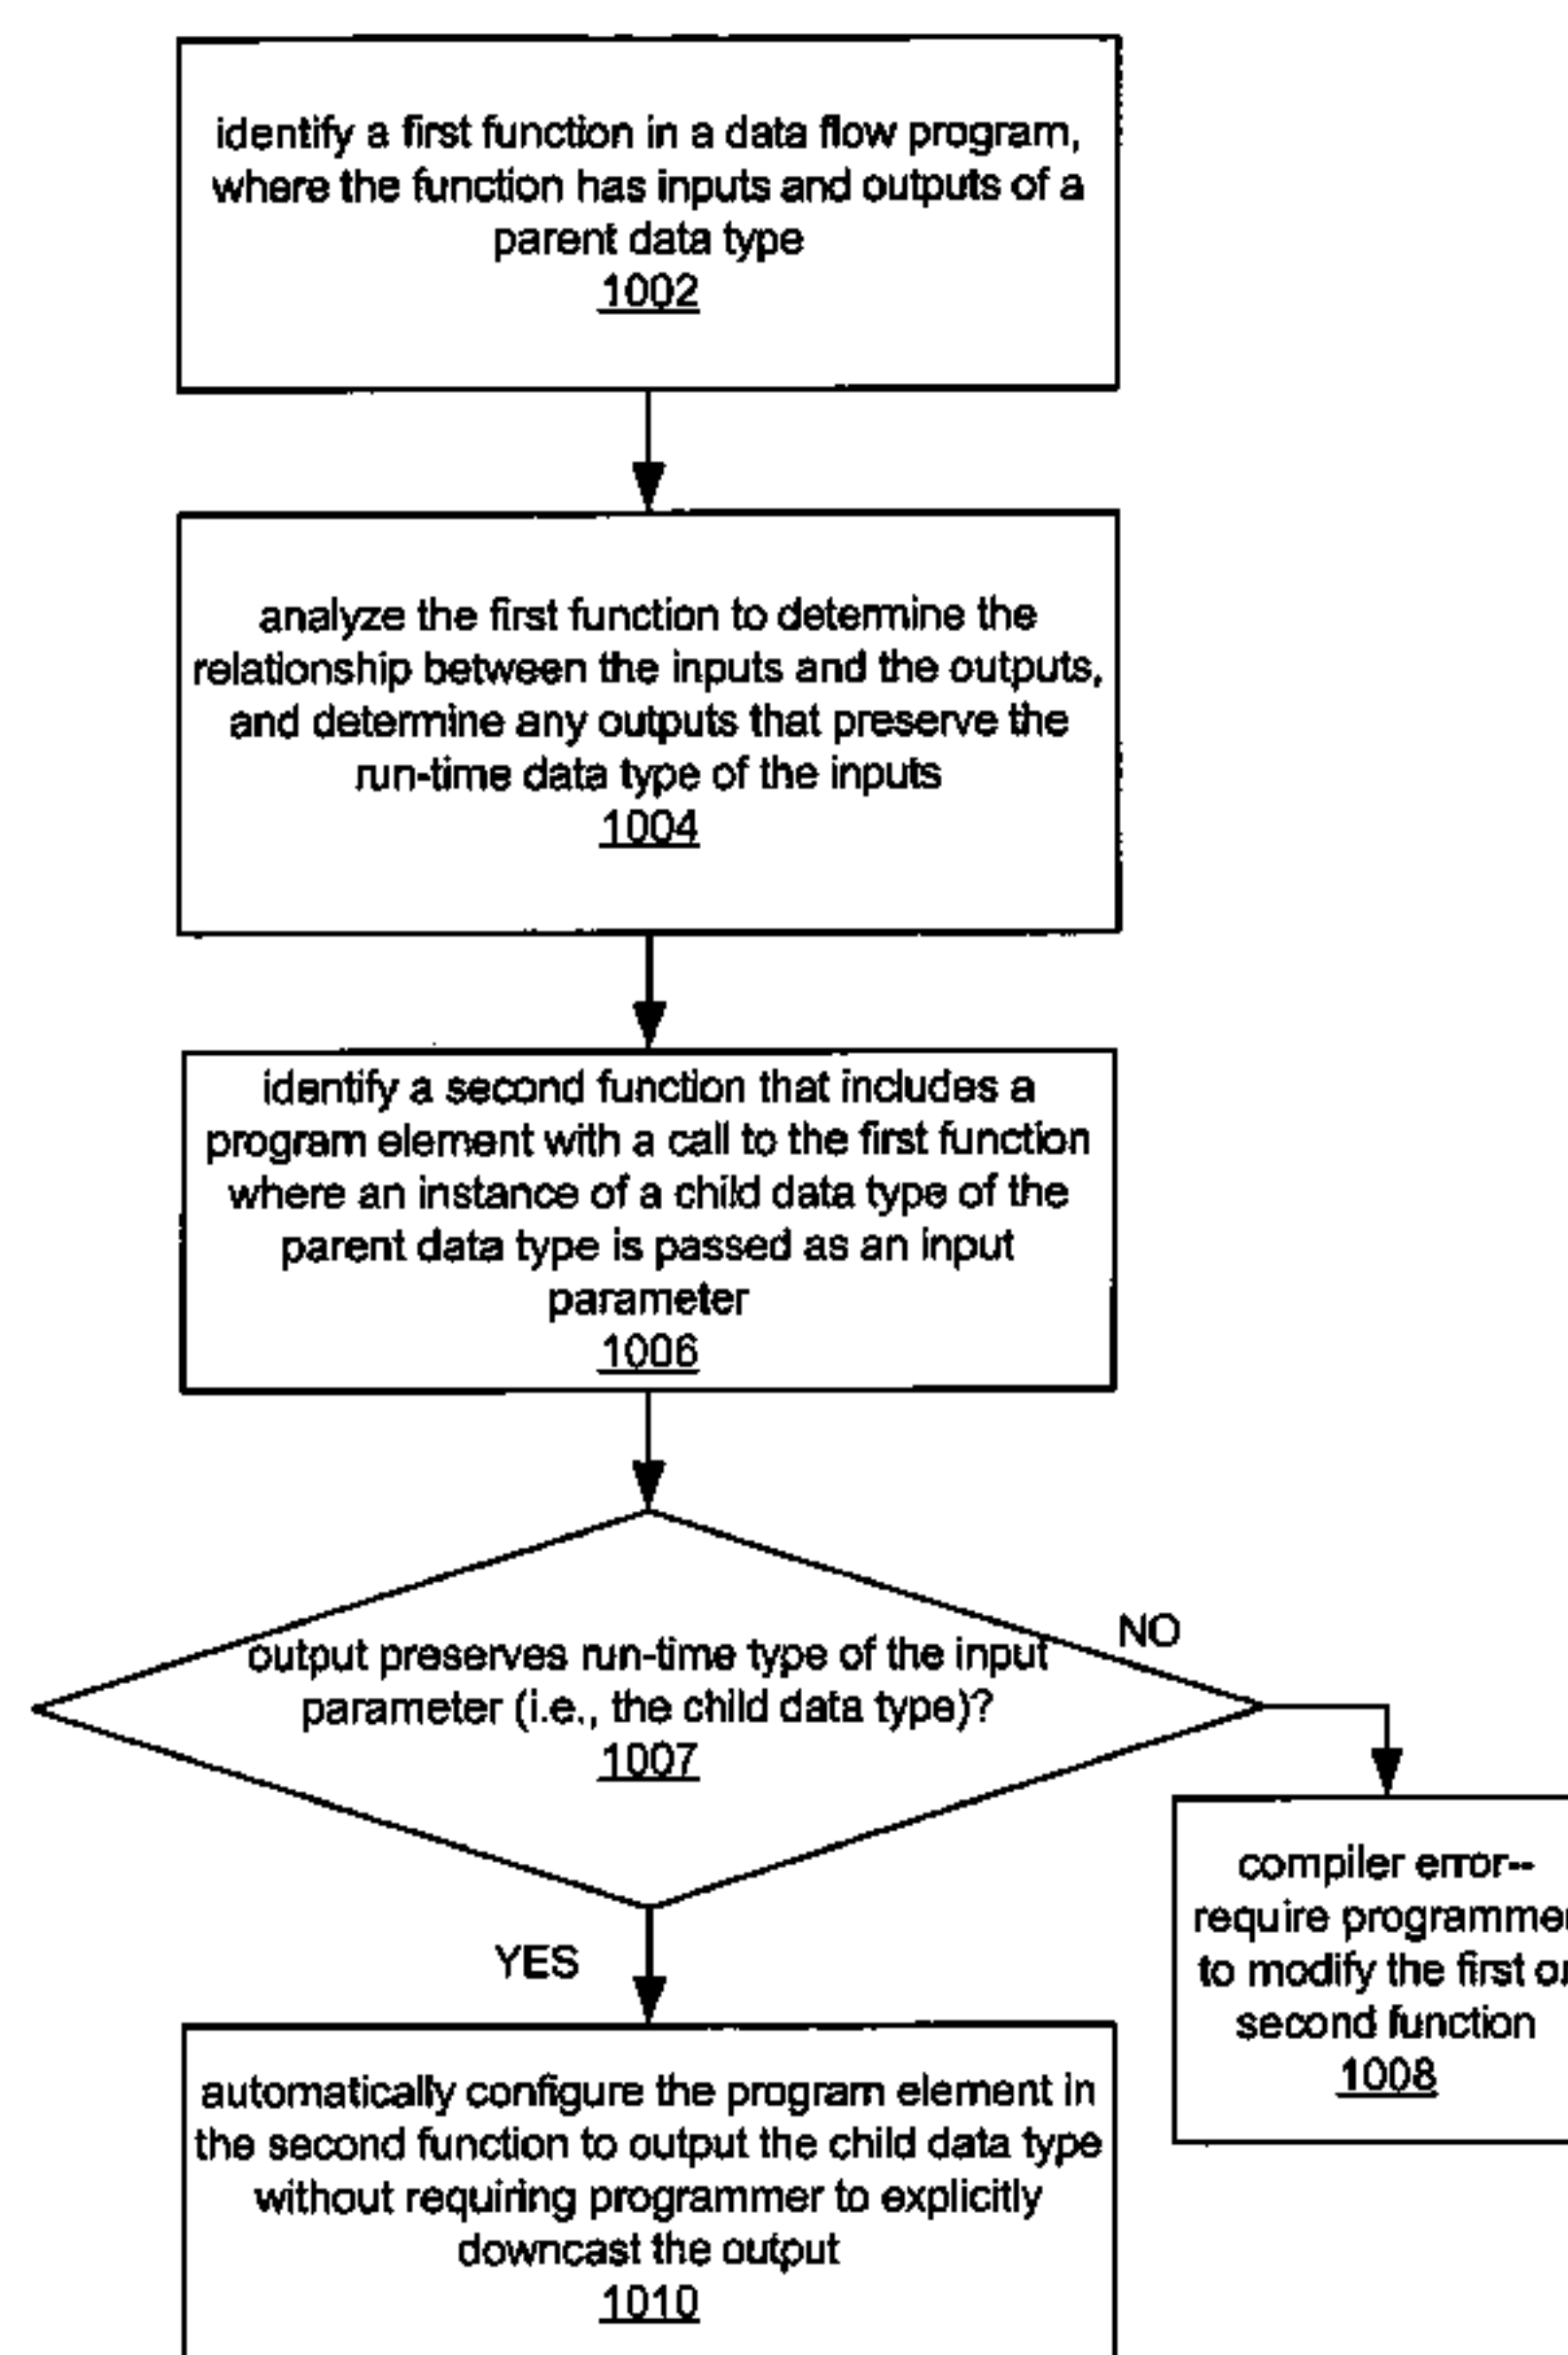 identify a first function in a data flow program,
where the function has inputs and outputs of a
parent data type
1002
analyze the first function to determine the
relationship between the inputs and the outputs,
and determine any outputs that preserve the
run-time data type of the inputs
1004
identify a second function that includes a
program element with a call to the first function
where an instance of a child data type of the
parent data type is passed as an input
parameter
1006
output preserves run-time type of the input
parameter (i.e., the child data type)?
1007
NO
compiler error--
require programmer
to modify the first or
second function
1008
YES
automatically configure the program element in
the second function to output the child data type
without requiring programmer to explicitly
downcast the output
1010